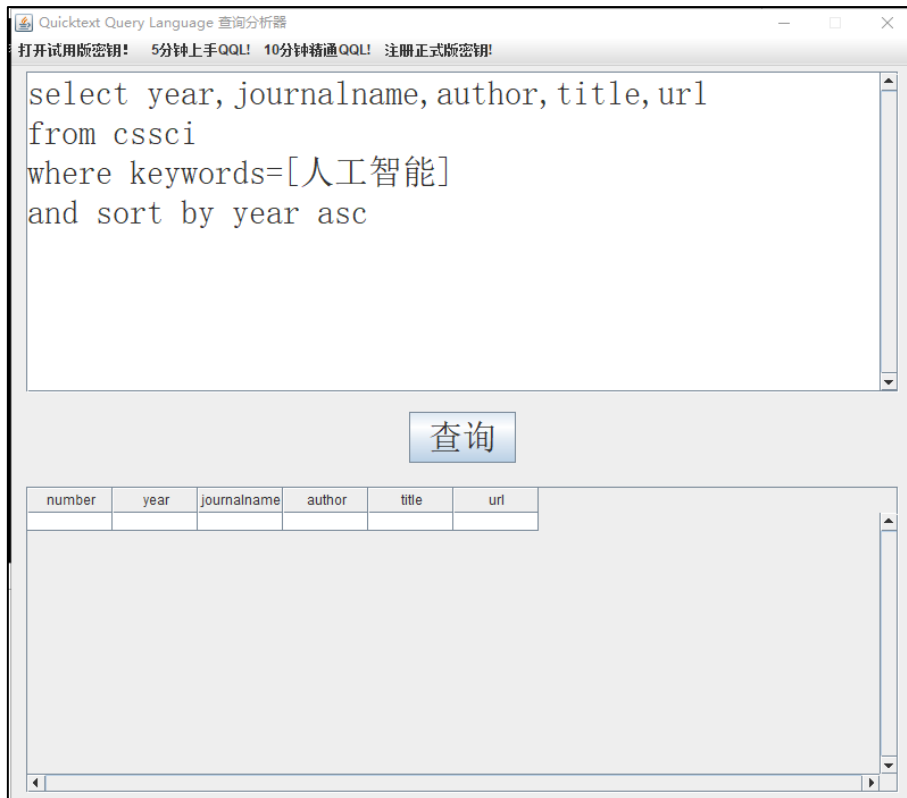 Quicktext Query Language 查询分析器
打开试用版密钥! 5分钟上手QQL! 10分钟精通QQL! 注册正式版密钥!
select year,journalname,author,title,url
from cssci
where keywords=[人工智能]
and sort by year asc
查询
number year journalname author title url